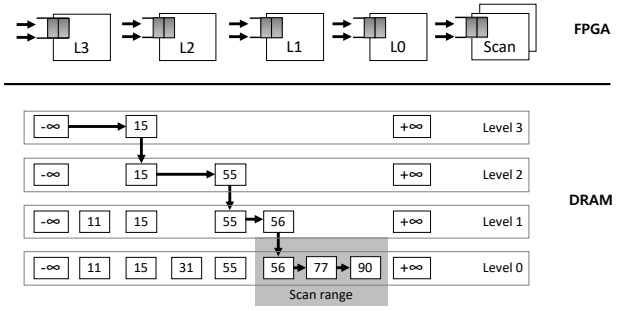 L3 L2 L1 L0 Scan FPGA
-∞ 15 +∞ Level 3
-∞ 15 55 +∞ Level 2
DRAM
-∞ 11 15 55 56 +∞ Level 1
-∞ 11 15 31 55 56 77 90 +∞ Level 0
Scan range